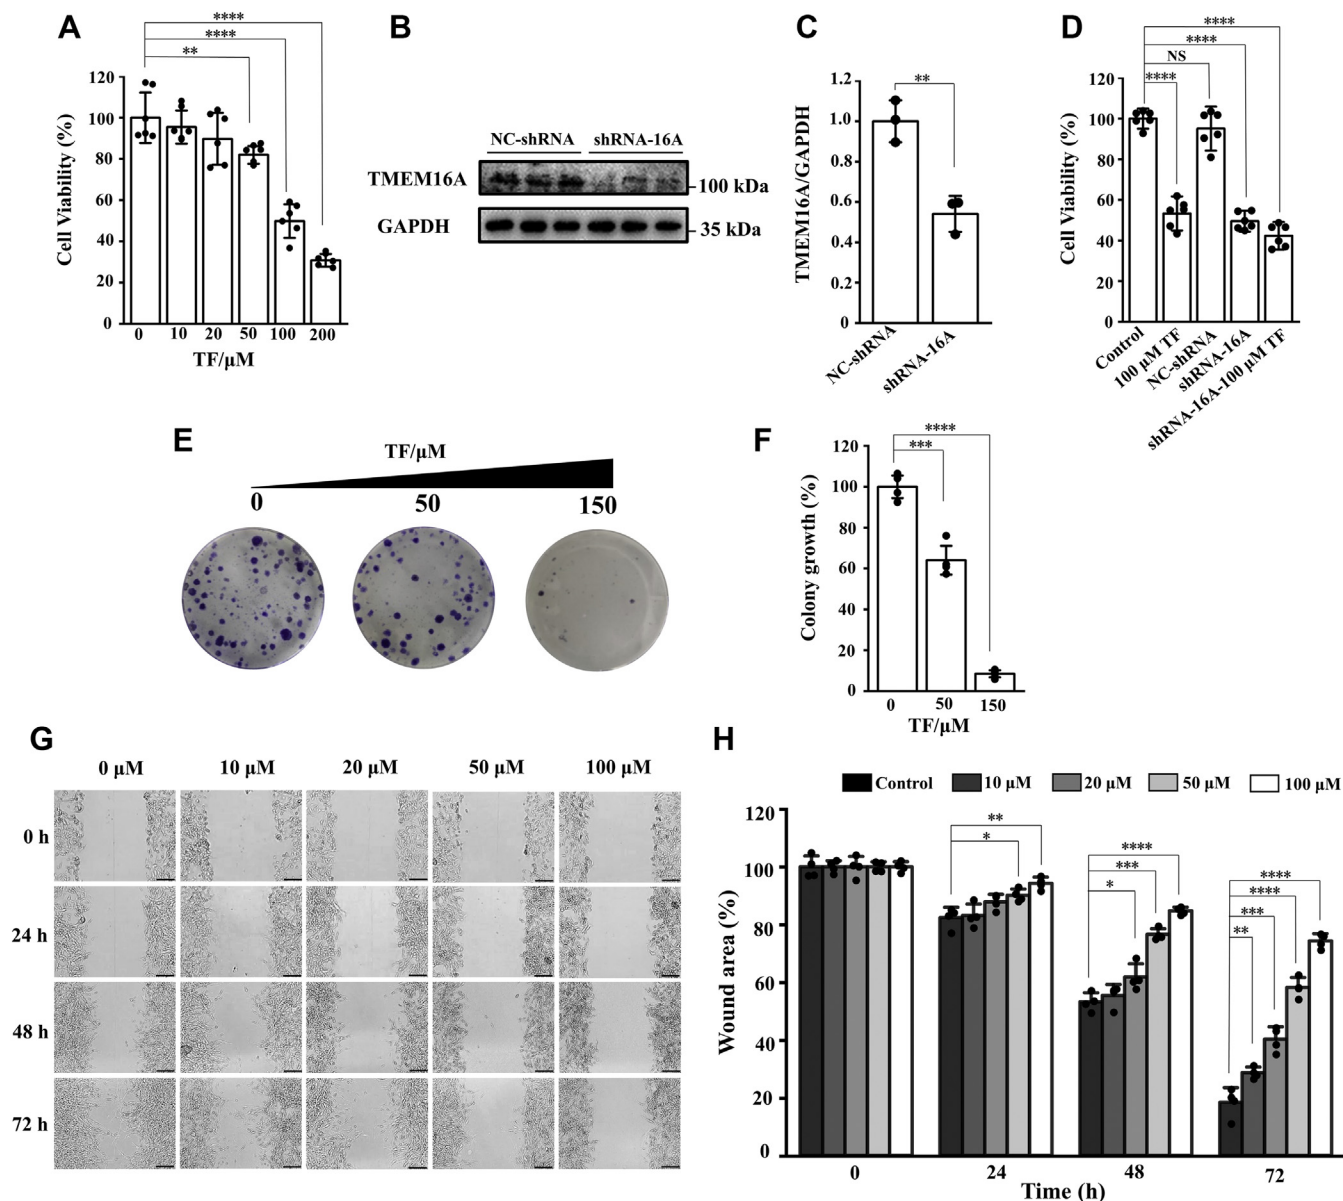 A
****
****
**
120
100
80
60
40
20
0
Cell Viability (%)
0 10 20 50 100 200
TF/μM
B
NC-shRNA shRNA-16A
TMEM16A
100 kDa
GAPDH
35 kDa
C
**
1.2
1.0
0.8
0.6
0.4
0.2
0
TMEM16A/GAPDH
NC-shRNA
shRNA-16A
D
****
****
NS
****
120
100
80
60
40
20
0
Cell Viability (%)
Control
100 μM TF
NC-shRNA
shRNA-16A
shRNA-16A-100 μM TF
E
TF/μM
0 50 150
F
****
***
120
100
80
60
40
20
0
Colony growth (%)
0 50 150
TF/μM
G
0 μM 10 μM 20 μM 50 μM 100 μM
0 h
24 h
48 h
72 h
H
Control 10 μM 20 μM 50 μM 100 μM
120
100
80
60
40
20
0
Wound area (%)
**
*
****
***
*
****
****
***
**
0 24 48 72
Time (h)